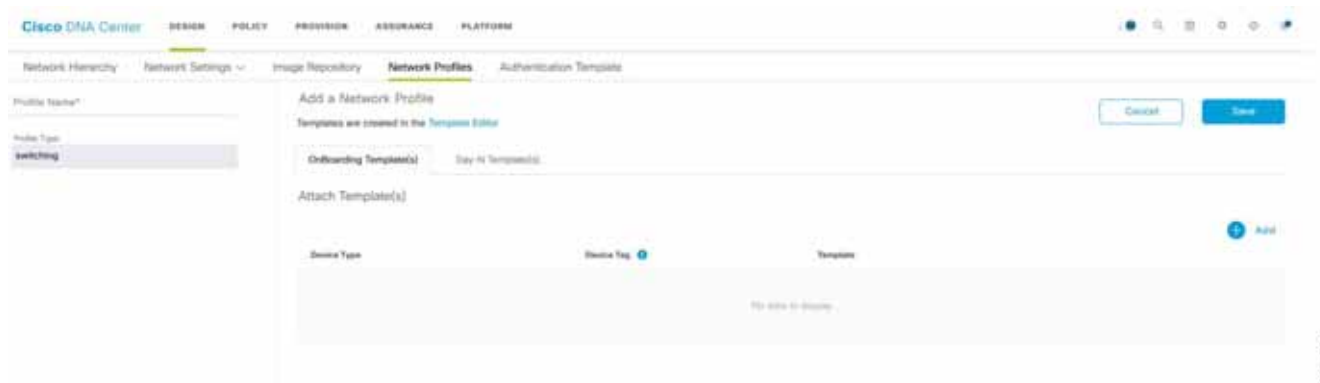 Cisco DNA Center DESIGN POLICY PROVISION ASSURANCE PLATFORM
Network Hierarchy Network Settings Image Repository Network Profiles Authentication Template
Profile Name*
Profile Type
switching
Add a Network Profile
Templates are created in the Template Editor
Cancel Save
OnBoarding Template(s) Day-N Template(s)
Attach Template(s)
Add
Device Type Device Tag Template
No data to display